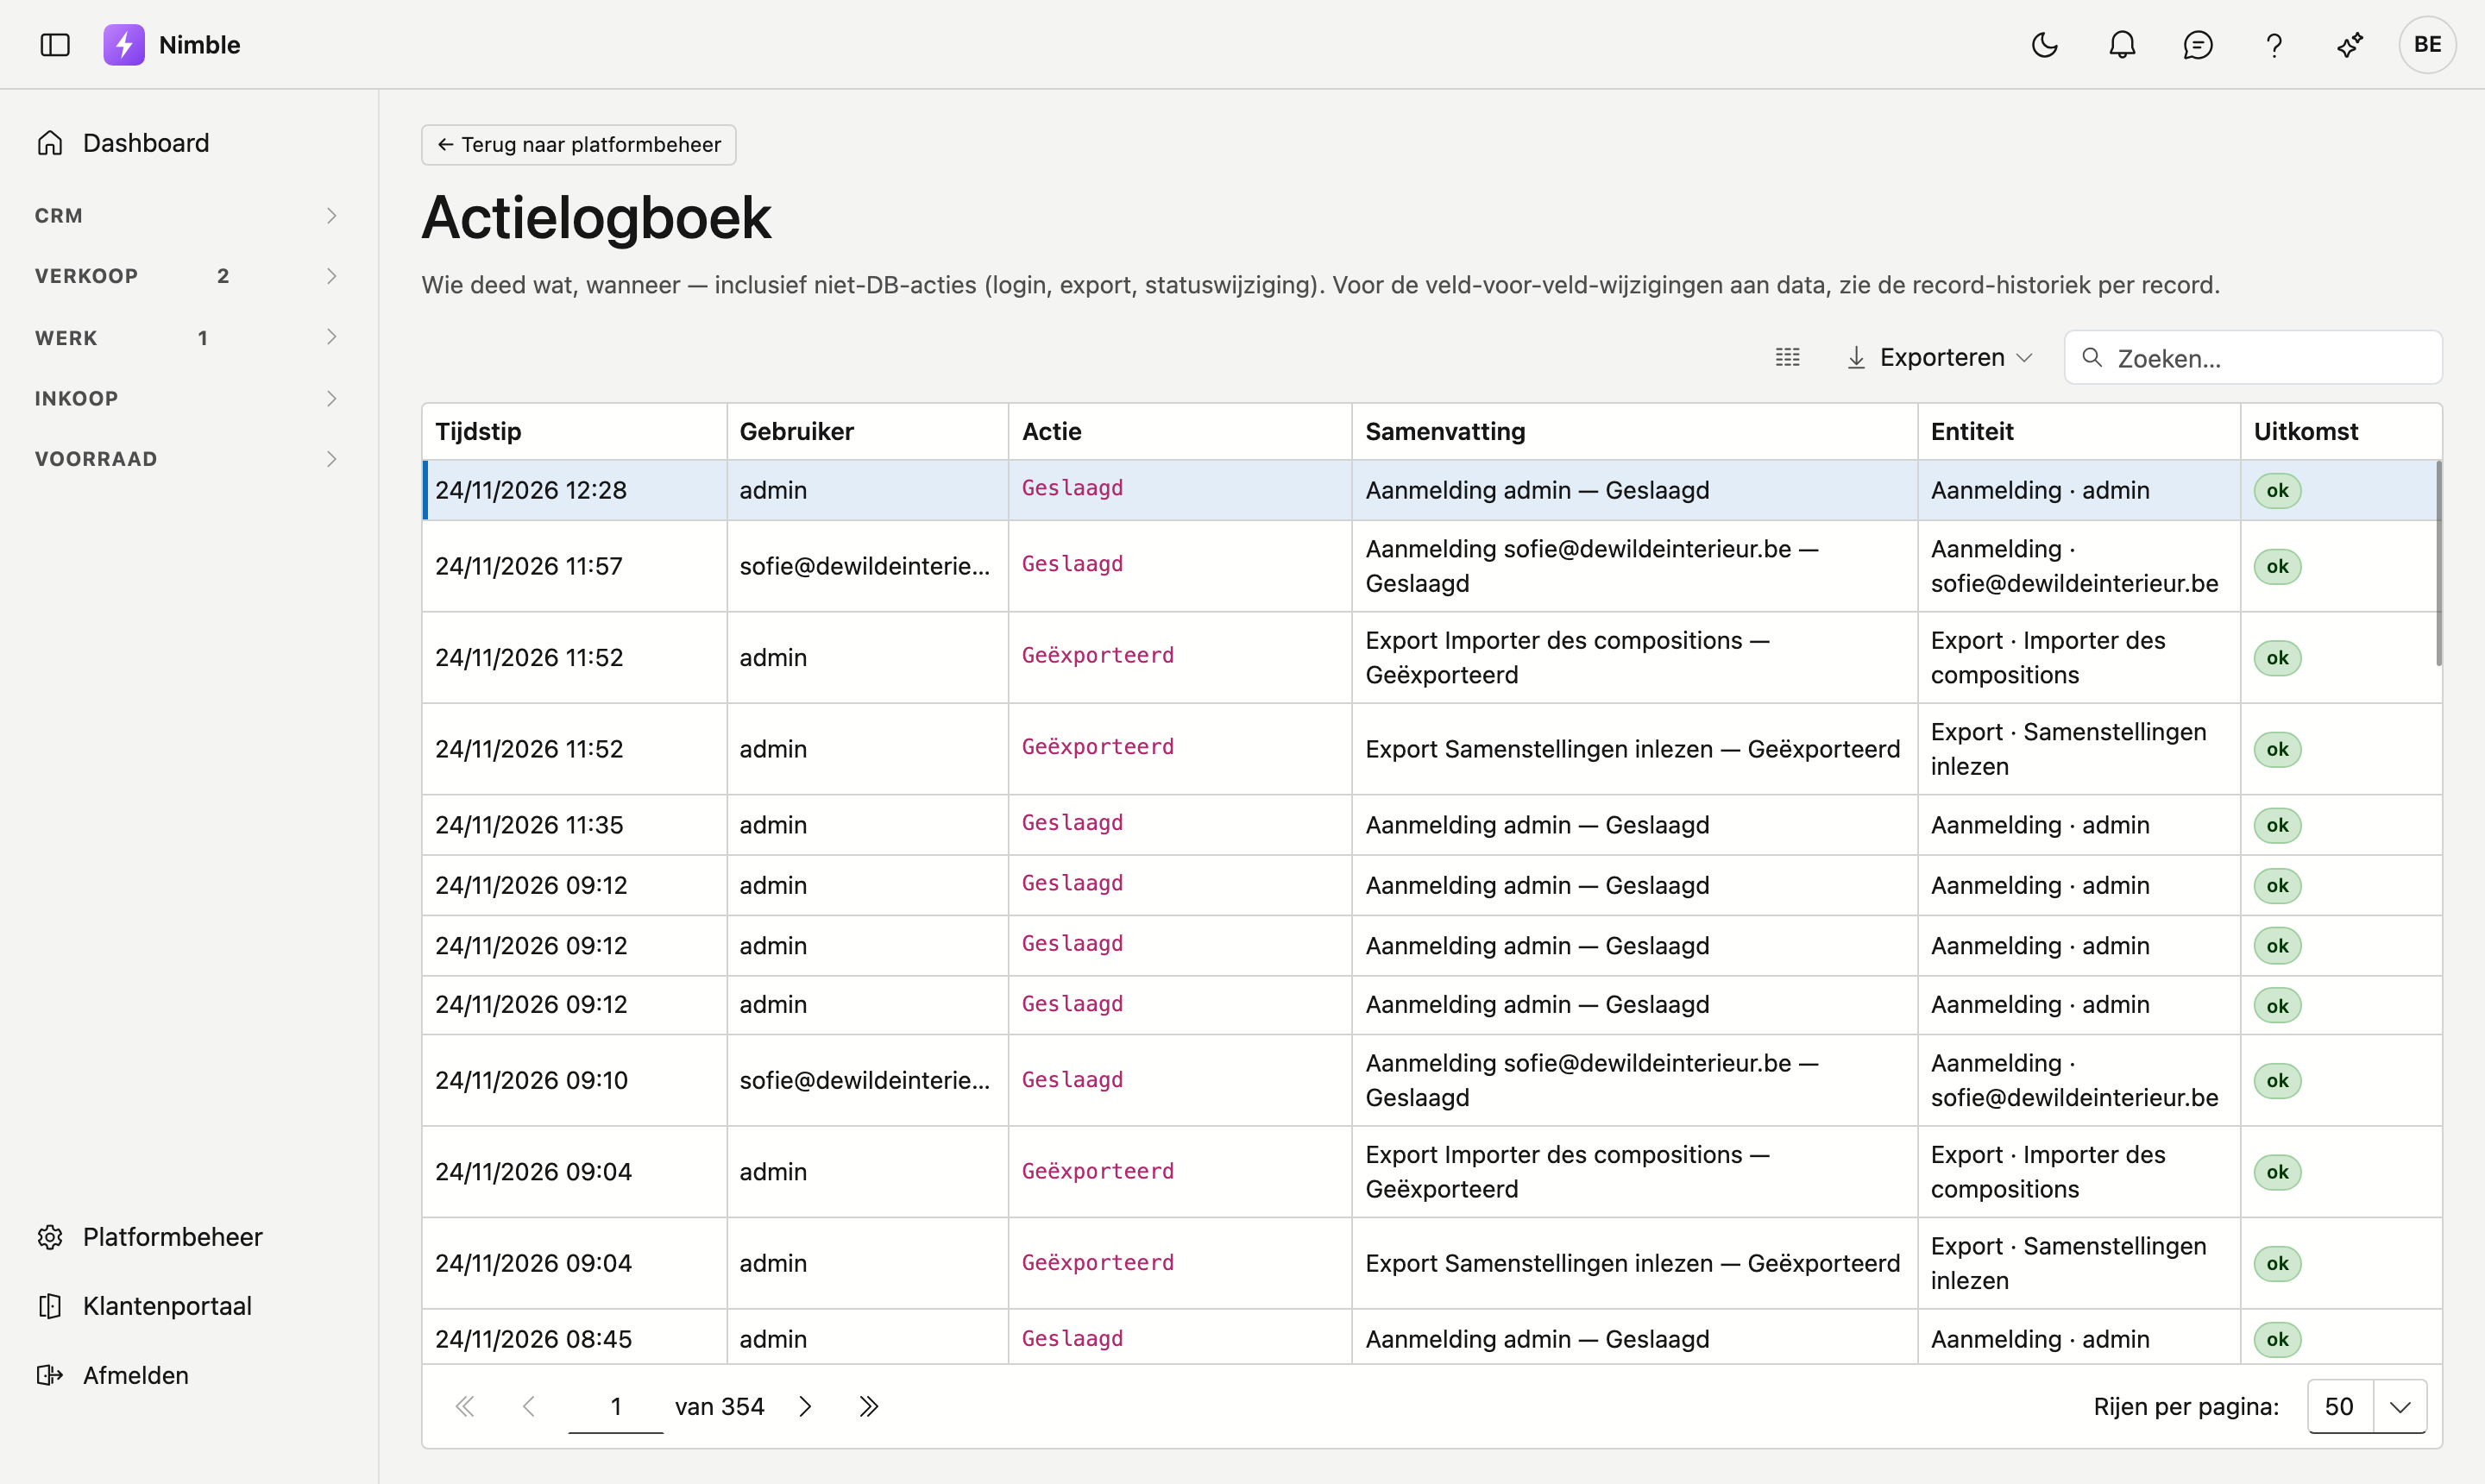 Nimble
BE
Dashboard
CRM
VERKOOP 2
WERK 1
INKOOP
VOORRAAD
Platformbeheer
Klantenportaal
Afmelden
← Terug naar platformbeheer
Actielogboek
Wie deed wat, wanneer — inclusief niet-DB-acties (login, export, statuswijziging). Voor de veld-voor-veld-wijzigingen aan data, zie de record-historiek per record.
Exporteren
Zoeken...
Tijdstip Gebruiker Actie Samenvatting Entiteit Uitkomst
24/11/2026 12:28 admin Geslaagd Aanmelding admin — Geslaagd Aanmelding · admin ok
24/11/2026 11:57 sofie@dewildeinterie... Geslaagd Aanmelding sofie@dewildeinterieur.be —
Geslaagd
Aanmelding ·
sofie@dewildeinterieur.be
ok
24/11/2026 11:52 admin Geëxporteerd Export Importer des compositions —
Geëxporteerd
Export · Importer des
compositions
ok
24/11/2026 11:52 admin Geëxporteerd Export Samenstellingen inlezen — Geëxporteerd
Export · Samenstellingen
inlezen
ok
24/11/2026 11:35 admin Geslaagd Aanmelding admin — Geslaagd Aanmelding · admin ok
24/11/2026 09:12 admin Geslaagd Aanmelding admin — Geslaagd Aanmelding · admin ok
24/11/2026 09:12 admin Geslaagd Aanmelding admin — Geslaagd Aanmelding · admin ok
24/11/2026 09:12 admin Geslaagd Aanmelding admin — Geslaagd Aanmelding · admin ok
24/11/2026 09:10 sofie@dewildeinterie... Geslaagd Aanmelding sofie@dewildeinterieur.be —
Geslaagd
Aanmelding ·
sofie@dewildeinterieur.be
ok
24/11/2026 09:04 admin Geëxporteerd Export Importer des compositions —
Geëxporteerd
Export · Importer des
compositions
ok
24/11/2026 09:04 admin Geëxporteerd Export Samenstellingen inlezen — Geëxporteerd
Export · Samenstellingen
inlezen
ok
24/11/2026 08:45 admin Geslaagd Aanmelding admin — Geslaagd Aanmelding · admin ok
1 van 354
Rijen per pagina: 50